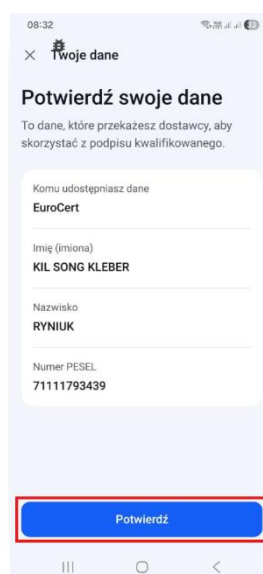 08:32
Twoje dane
Potwierdź swoje dane
To dane, które przekażesz dostawcy, aby
skorzystać z podpisu kwalifikowanego.
Komu udostępniasz dane
EuroCert
Imię (imiona)
KIL SONG KLEBER
Nazwisko
RYNIUK
Numer PESEL
71111793439
Potwierdź